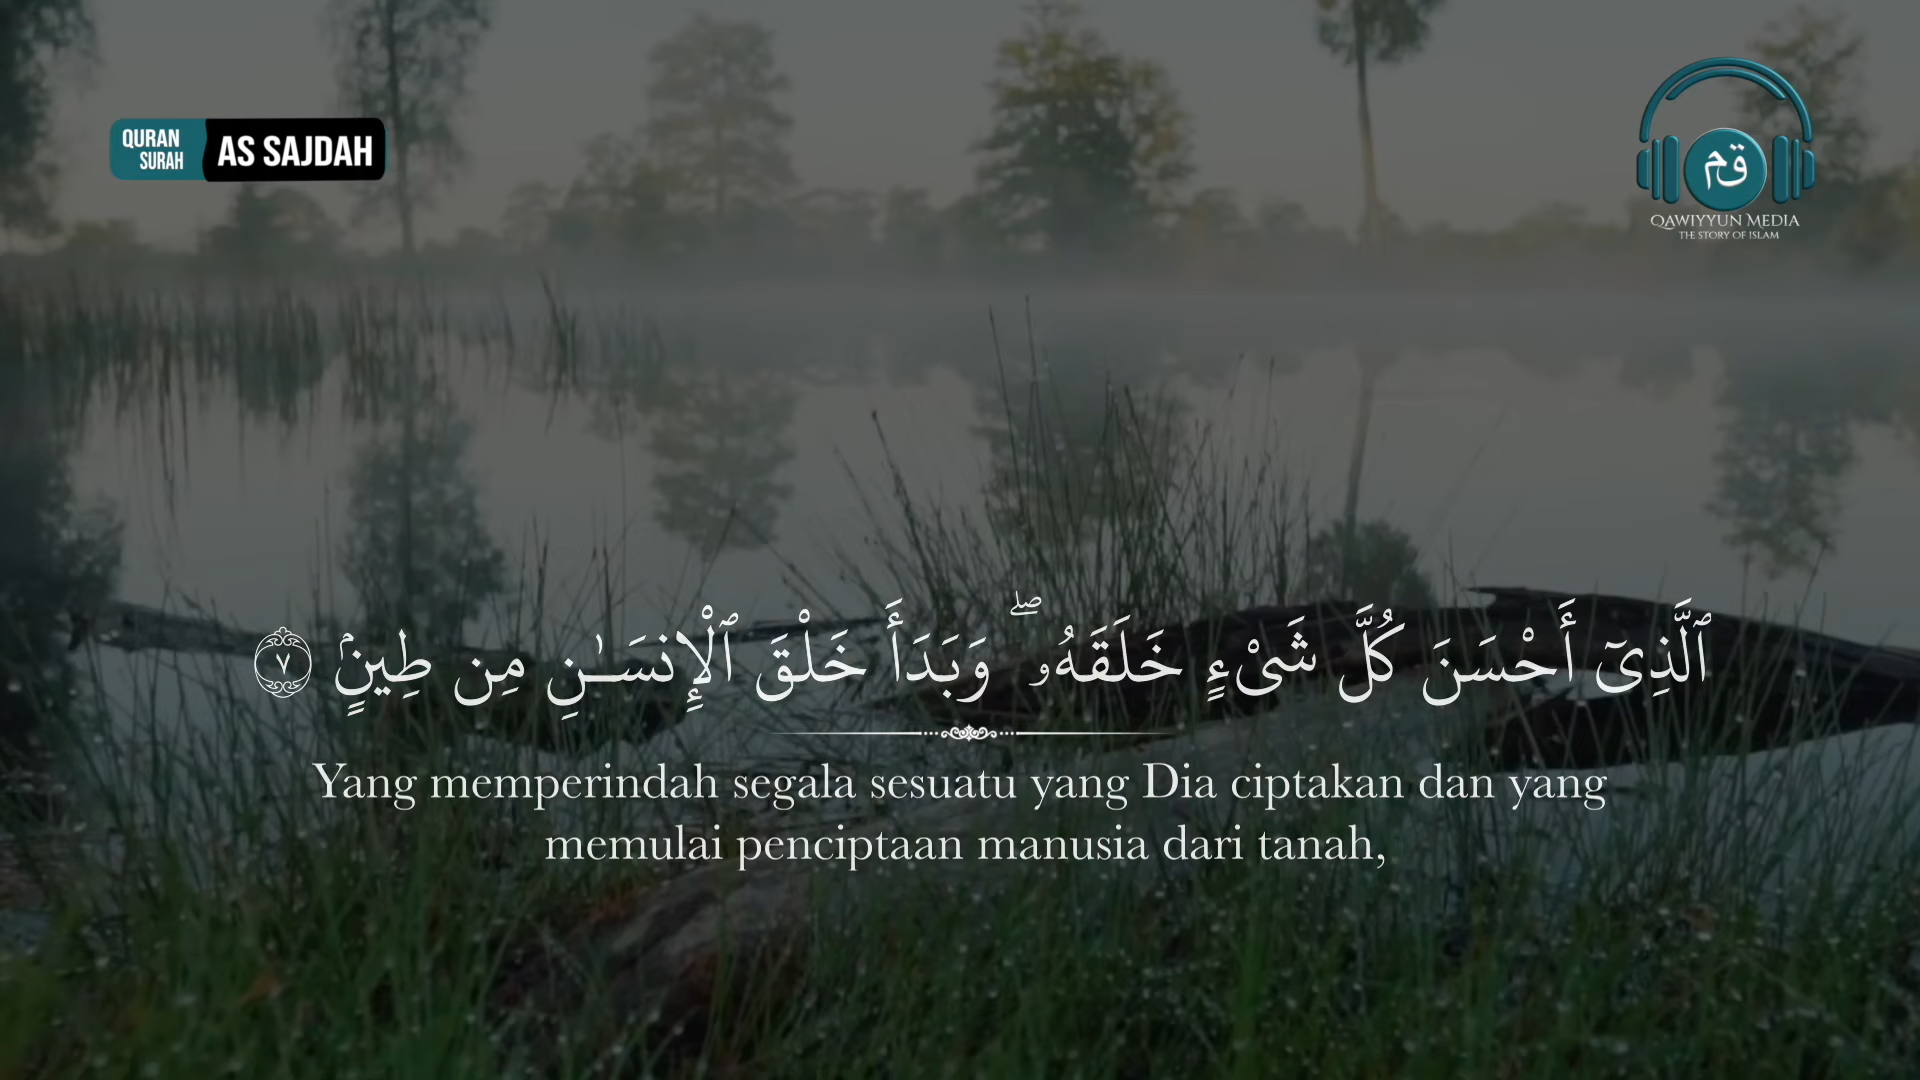 QURAN
SURAH
AS SAJDAH
قم
QAWIYYUN MEDIA
THE STORY OF ISLAM
ٱلَّذِىٓ أَحْسَنَ كُلَّ شَىْءٍ خَلَقَهُۥ ۖ وَبَدَأَ خَلْقَ ٱلْإِنسَـٰنِ مِن طِينٍۢ ٧
Yang memperindah segala sesuatu yang Dia ciptakan dan yang
memulai penciptaan manusia dari tanah,